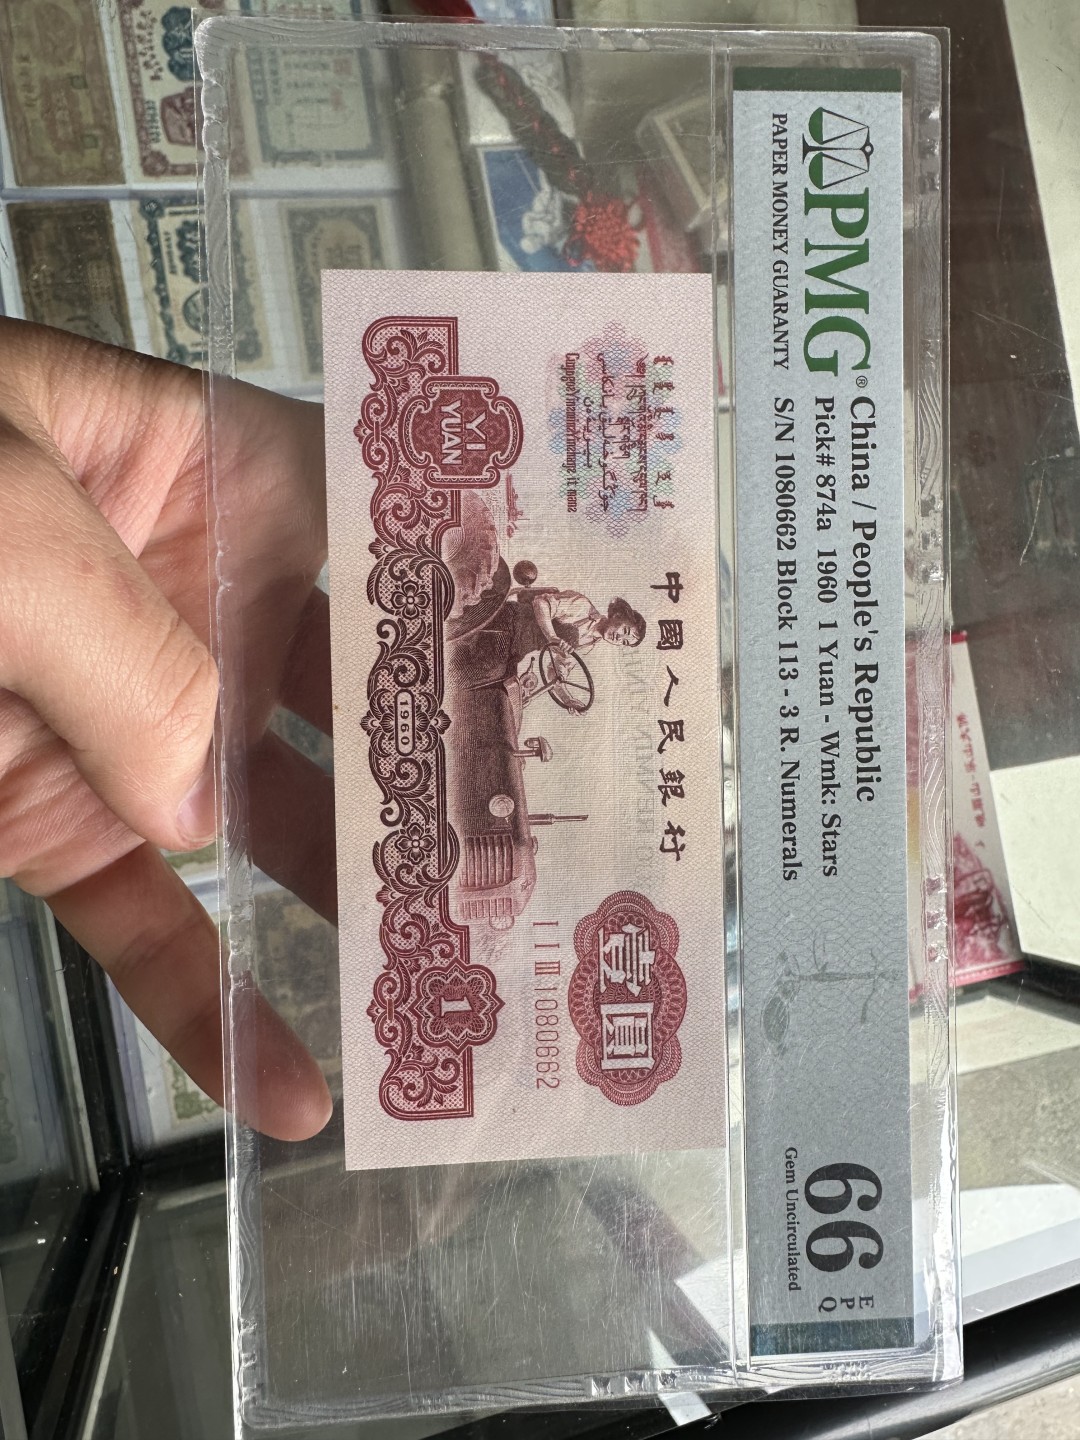 PMG®
PAPER MONEY GUARANTY
China / People's Republic
Pick# 874a 1960 1 Yuan - Wmk: Stars
S/N 1080662 Block 113 - 3 R. Numerals
66
EPQ
Gem Uncirculated
中國人民銀行
壹圓
I I III 1080662
YI
YUAN
1960
1